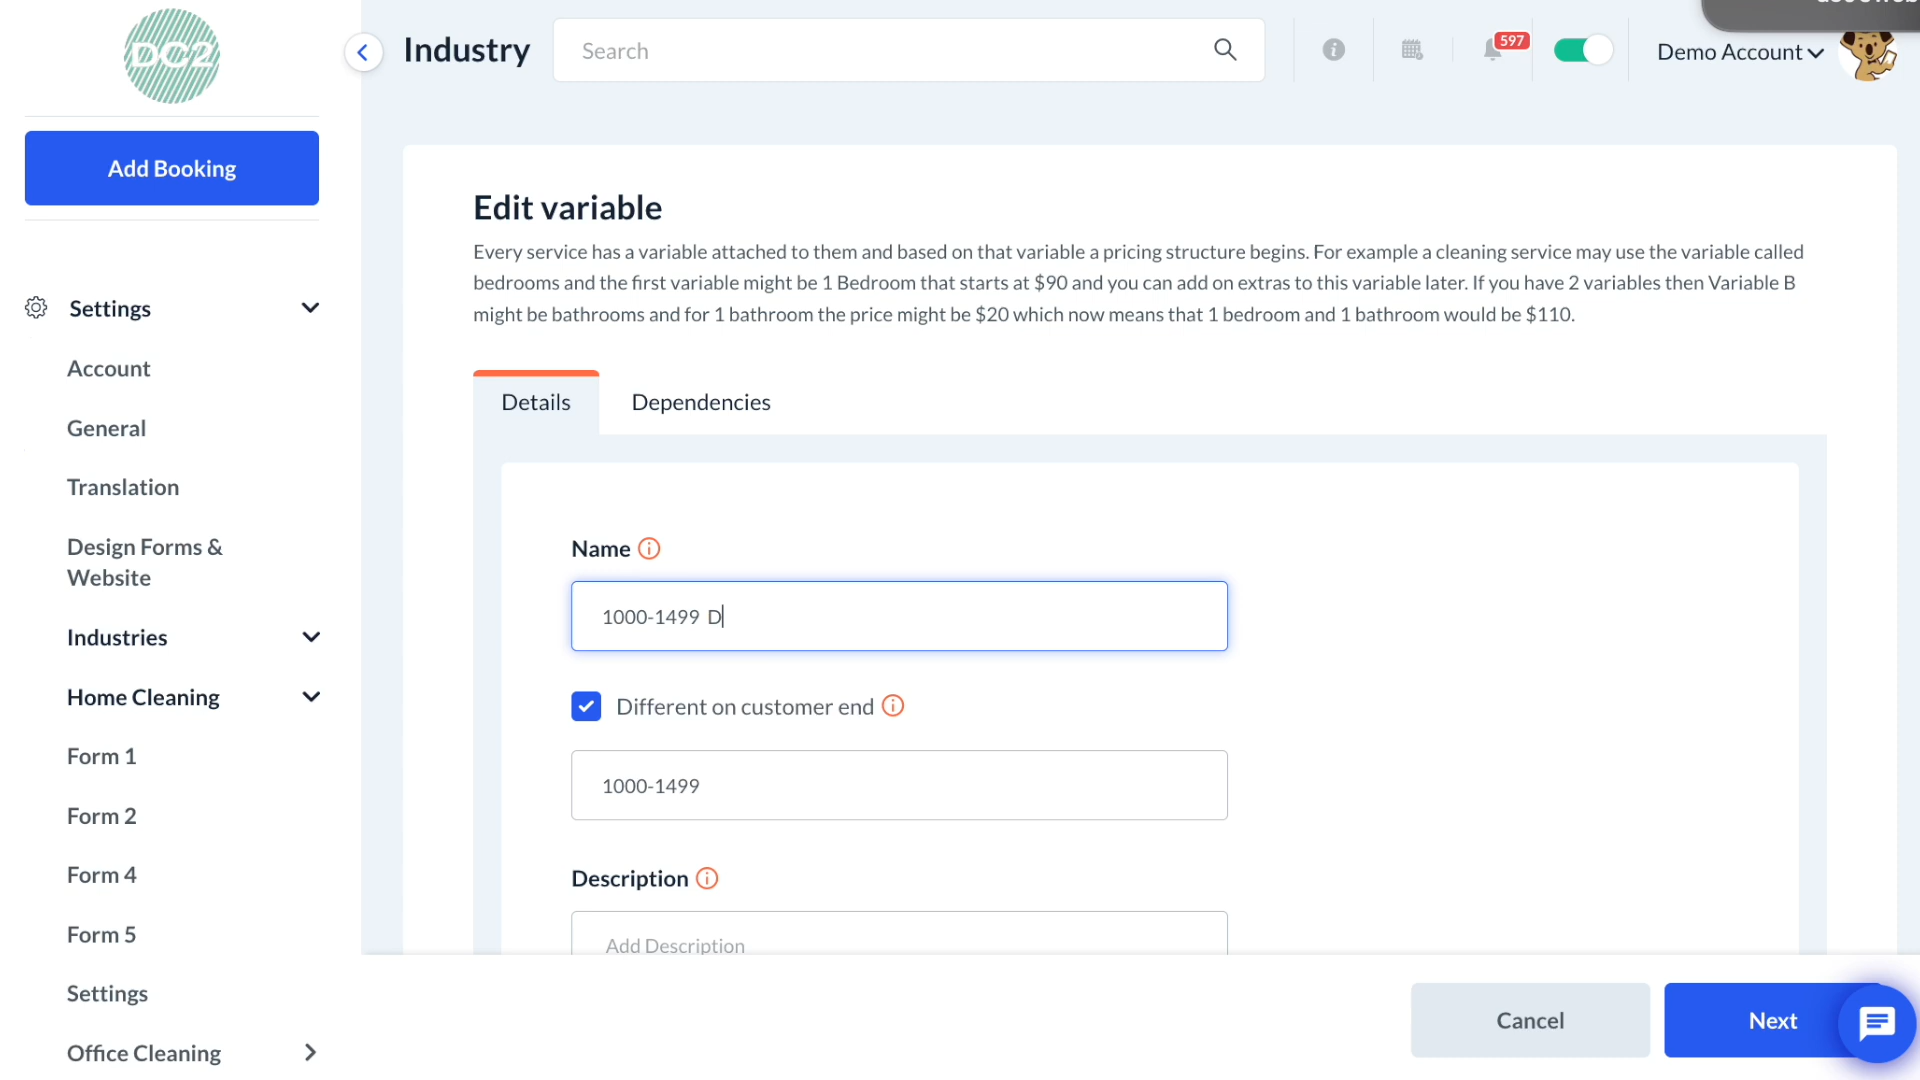 DC2
Industry
Search
597
Demo Account
Add Booking
Settings
Account
General
Translation
Design Forms &
Website
Industries
Home Cleaning
Form 1
Form 2
Form 4
Form 5
Settings
Office Cleaning
Edit variable
Every service has a variable attached to them and based on that variable a pricing structure begins. For example a cleaning service may use the variable called
bedrooms and the first variable might be 1 Bedroom that starts at $90 and you can add on extras to this variable later. If you have 2 variables then Variable B
might be bathrooms and for 1 bathroom the price might be $20 which now means that 1 bedroom and 1 bathroom would be $110.
Details
Dependencies
Name
1000-1499 D
Different on customer end
1000-1499
Description
Add Description
Cancel
Next